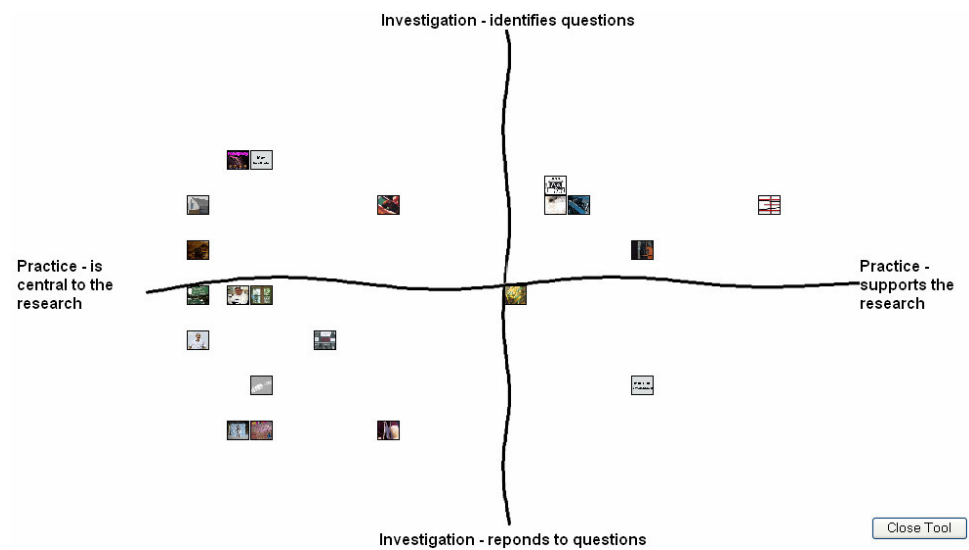 Investigation - identifies questions
Practice - is
central to the
research
Practice -
supports the
research
Investigation - reponds to questions
Close Tool